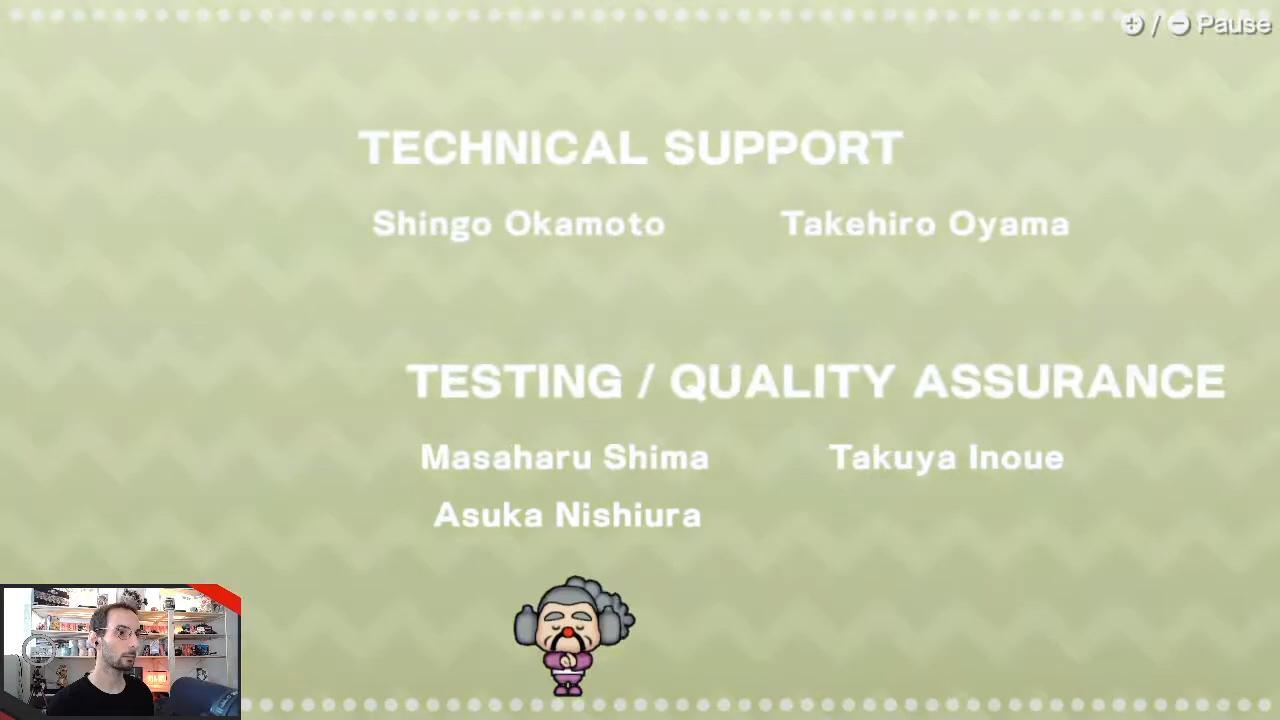 + / - Pause
TECHNICAL SUPPORT
Shingo Okamoto Takehiro Oyama
TESTING / QUALITY ASSURANCE
Masaharu Shima Takuya Inoue
Asuka Nishiura